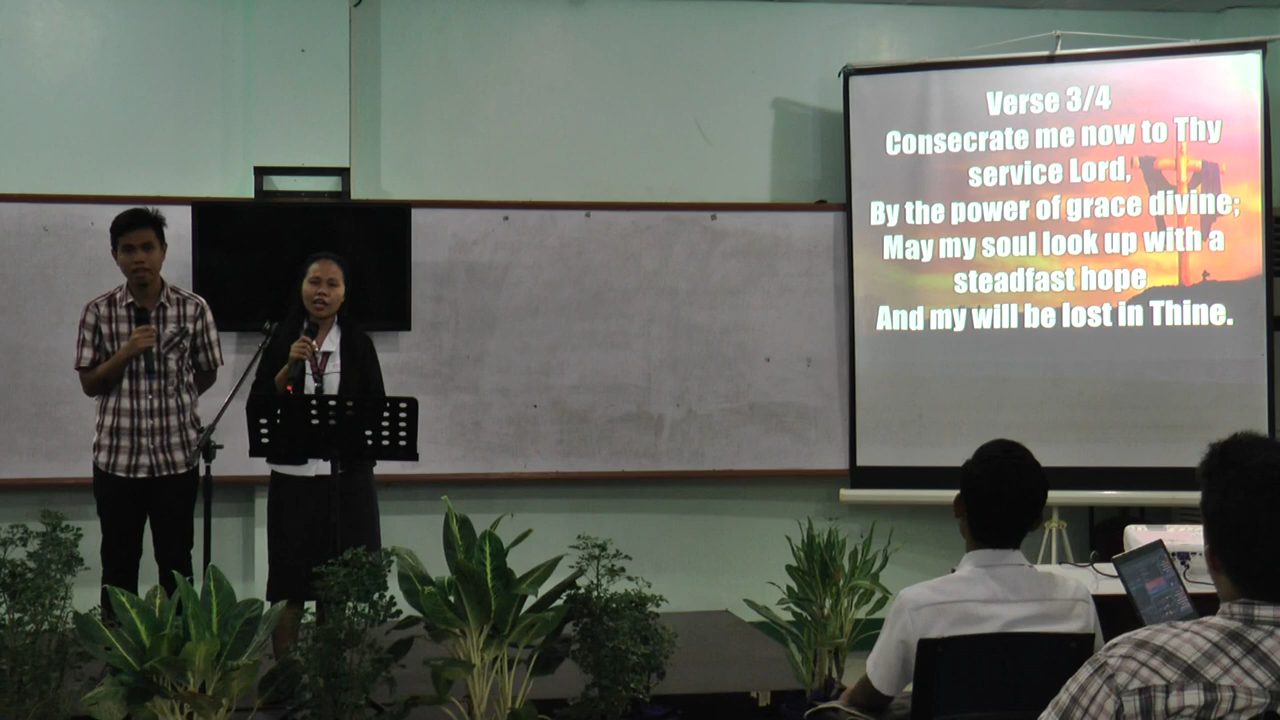 Verse 3/4
Consecrate me now to Thy
service Lord,
By the power of grace divine;
May my soul look up with a
steadfast hope
And my will be lost in Thine.